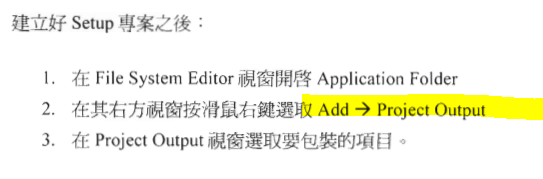 建立好 Setup 專案之後：
1. 在 File System Editor 視窗開啓 Application Folder
2. 在其右方視窗按滑鼠右鍵選取 Add → Project Output
3. 在 Project Output 視窗選取要包裝的項目。